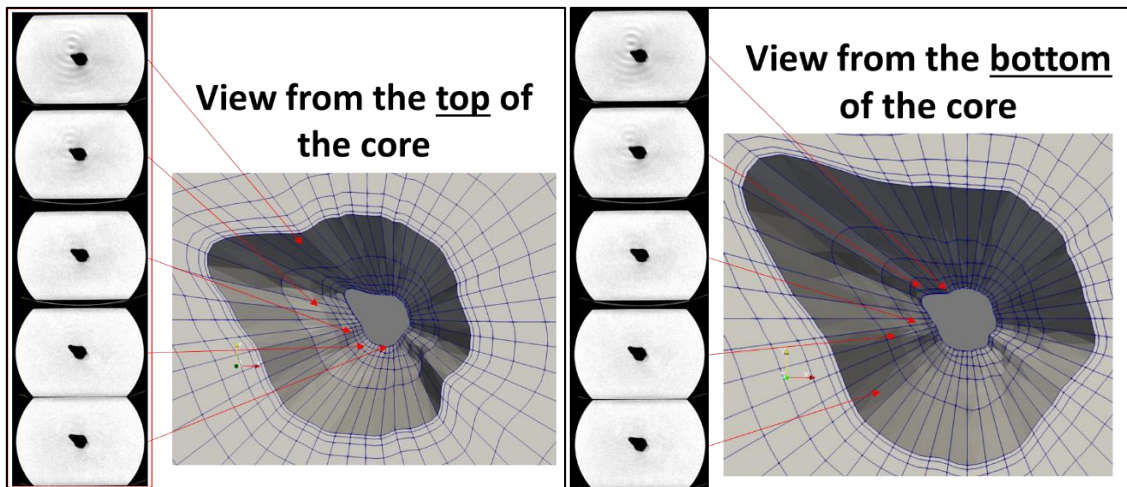 View from the top of
the core
View from the bottom
of the core